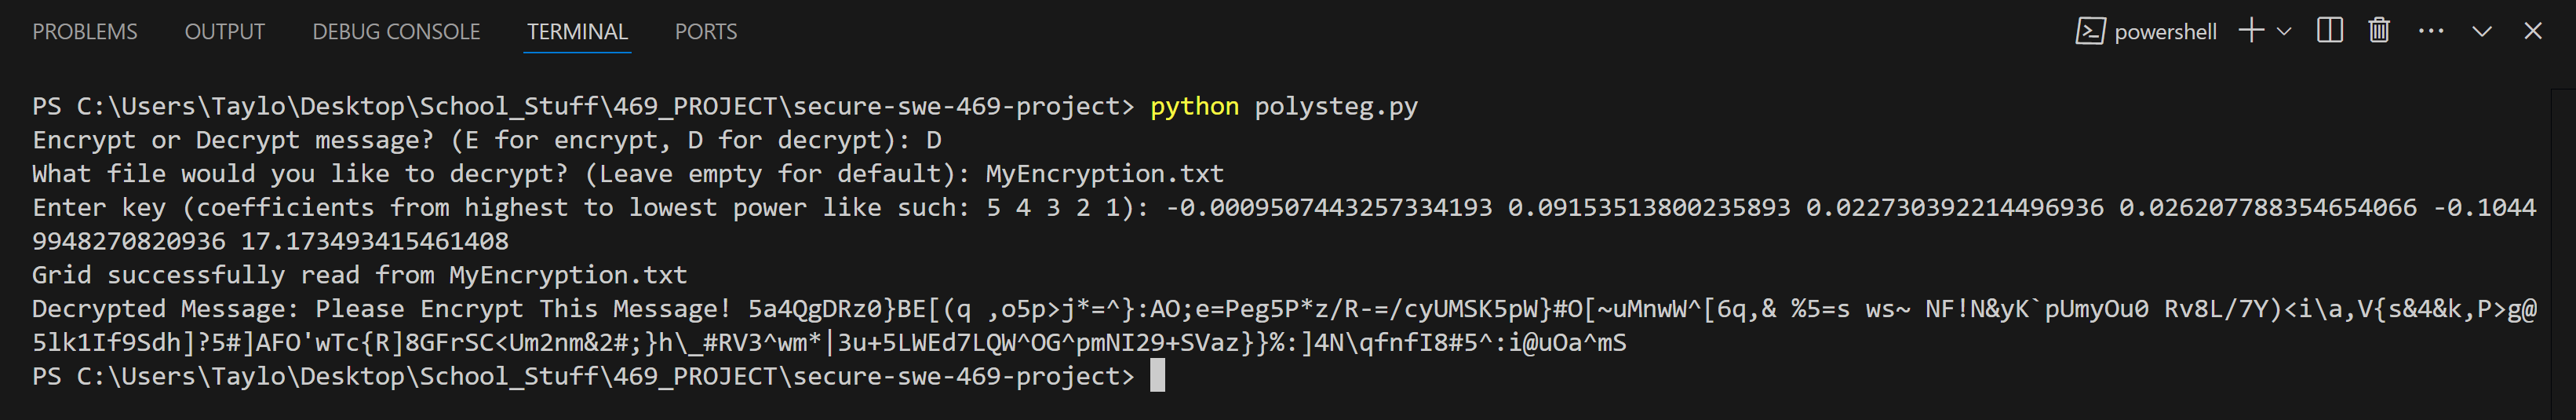 PROBLEMS OUTPUT DEBUG CONSOLE TERMINAL PORTS powershell
PS C:\Users\Taylo\Desktop\School_Stuff\469_PROJECT\secure-swe-469-project> python polysteg.py
Encrypt or Decrypt message? (E for encrypt, D for decrypt): D
What file would you like to decrypt? (Leave empty for default): MyEncryption.txt
Enter key (coefficients from highest to lowest power like such: 5 4 3 2 1): -0.0009507443257334193 0.09153513800235893 0.022730392214496936 0.026207788354654066 -0.1044
9948270820936 17.173493415461408
Grid successfully read from MyEncryption.txt
Decrypted Message: Please Encrypt This Message! 5a4QgDRz0}BE[(q ,o5p>j*=^}:AO;e=Peg5P*z/R-=/cyUMSK5pW}#O[~uMnwW^[6q,& %5=s ws~ NF!N&yK`pUmyOu0 Rv8L/7Y)<i\a,V{s&4&k,P>g@
5lk1If9Sdh]?5#]AFO'wTc{R]8GFrSC<Um2nm&2#;}h\_#RV3^wm*|3u+5LWEd7LQW^OG^pmNI29+SVaz}}%:]4N\qfnfI8#5^:i@uOa^mS
PS C:\Users\Taylo\Desktop\School_Stuff\469_PROJECT\secure-swe-469-project>